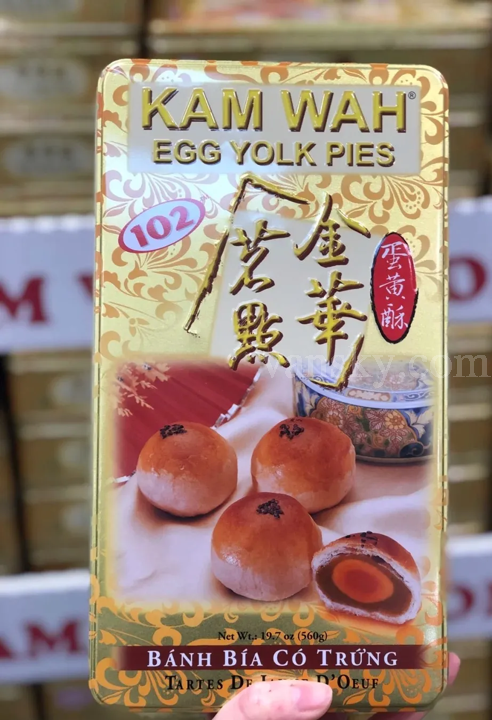 KAM WAH®
EGG YOLK PIES
102
金華
茗點
蛋黃酥
Net Wt.: 19.7 oz (560g)
BÁNH BÍA CÓ TRỨNG
TARTES DE D'OEUF